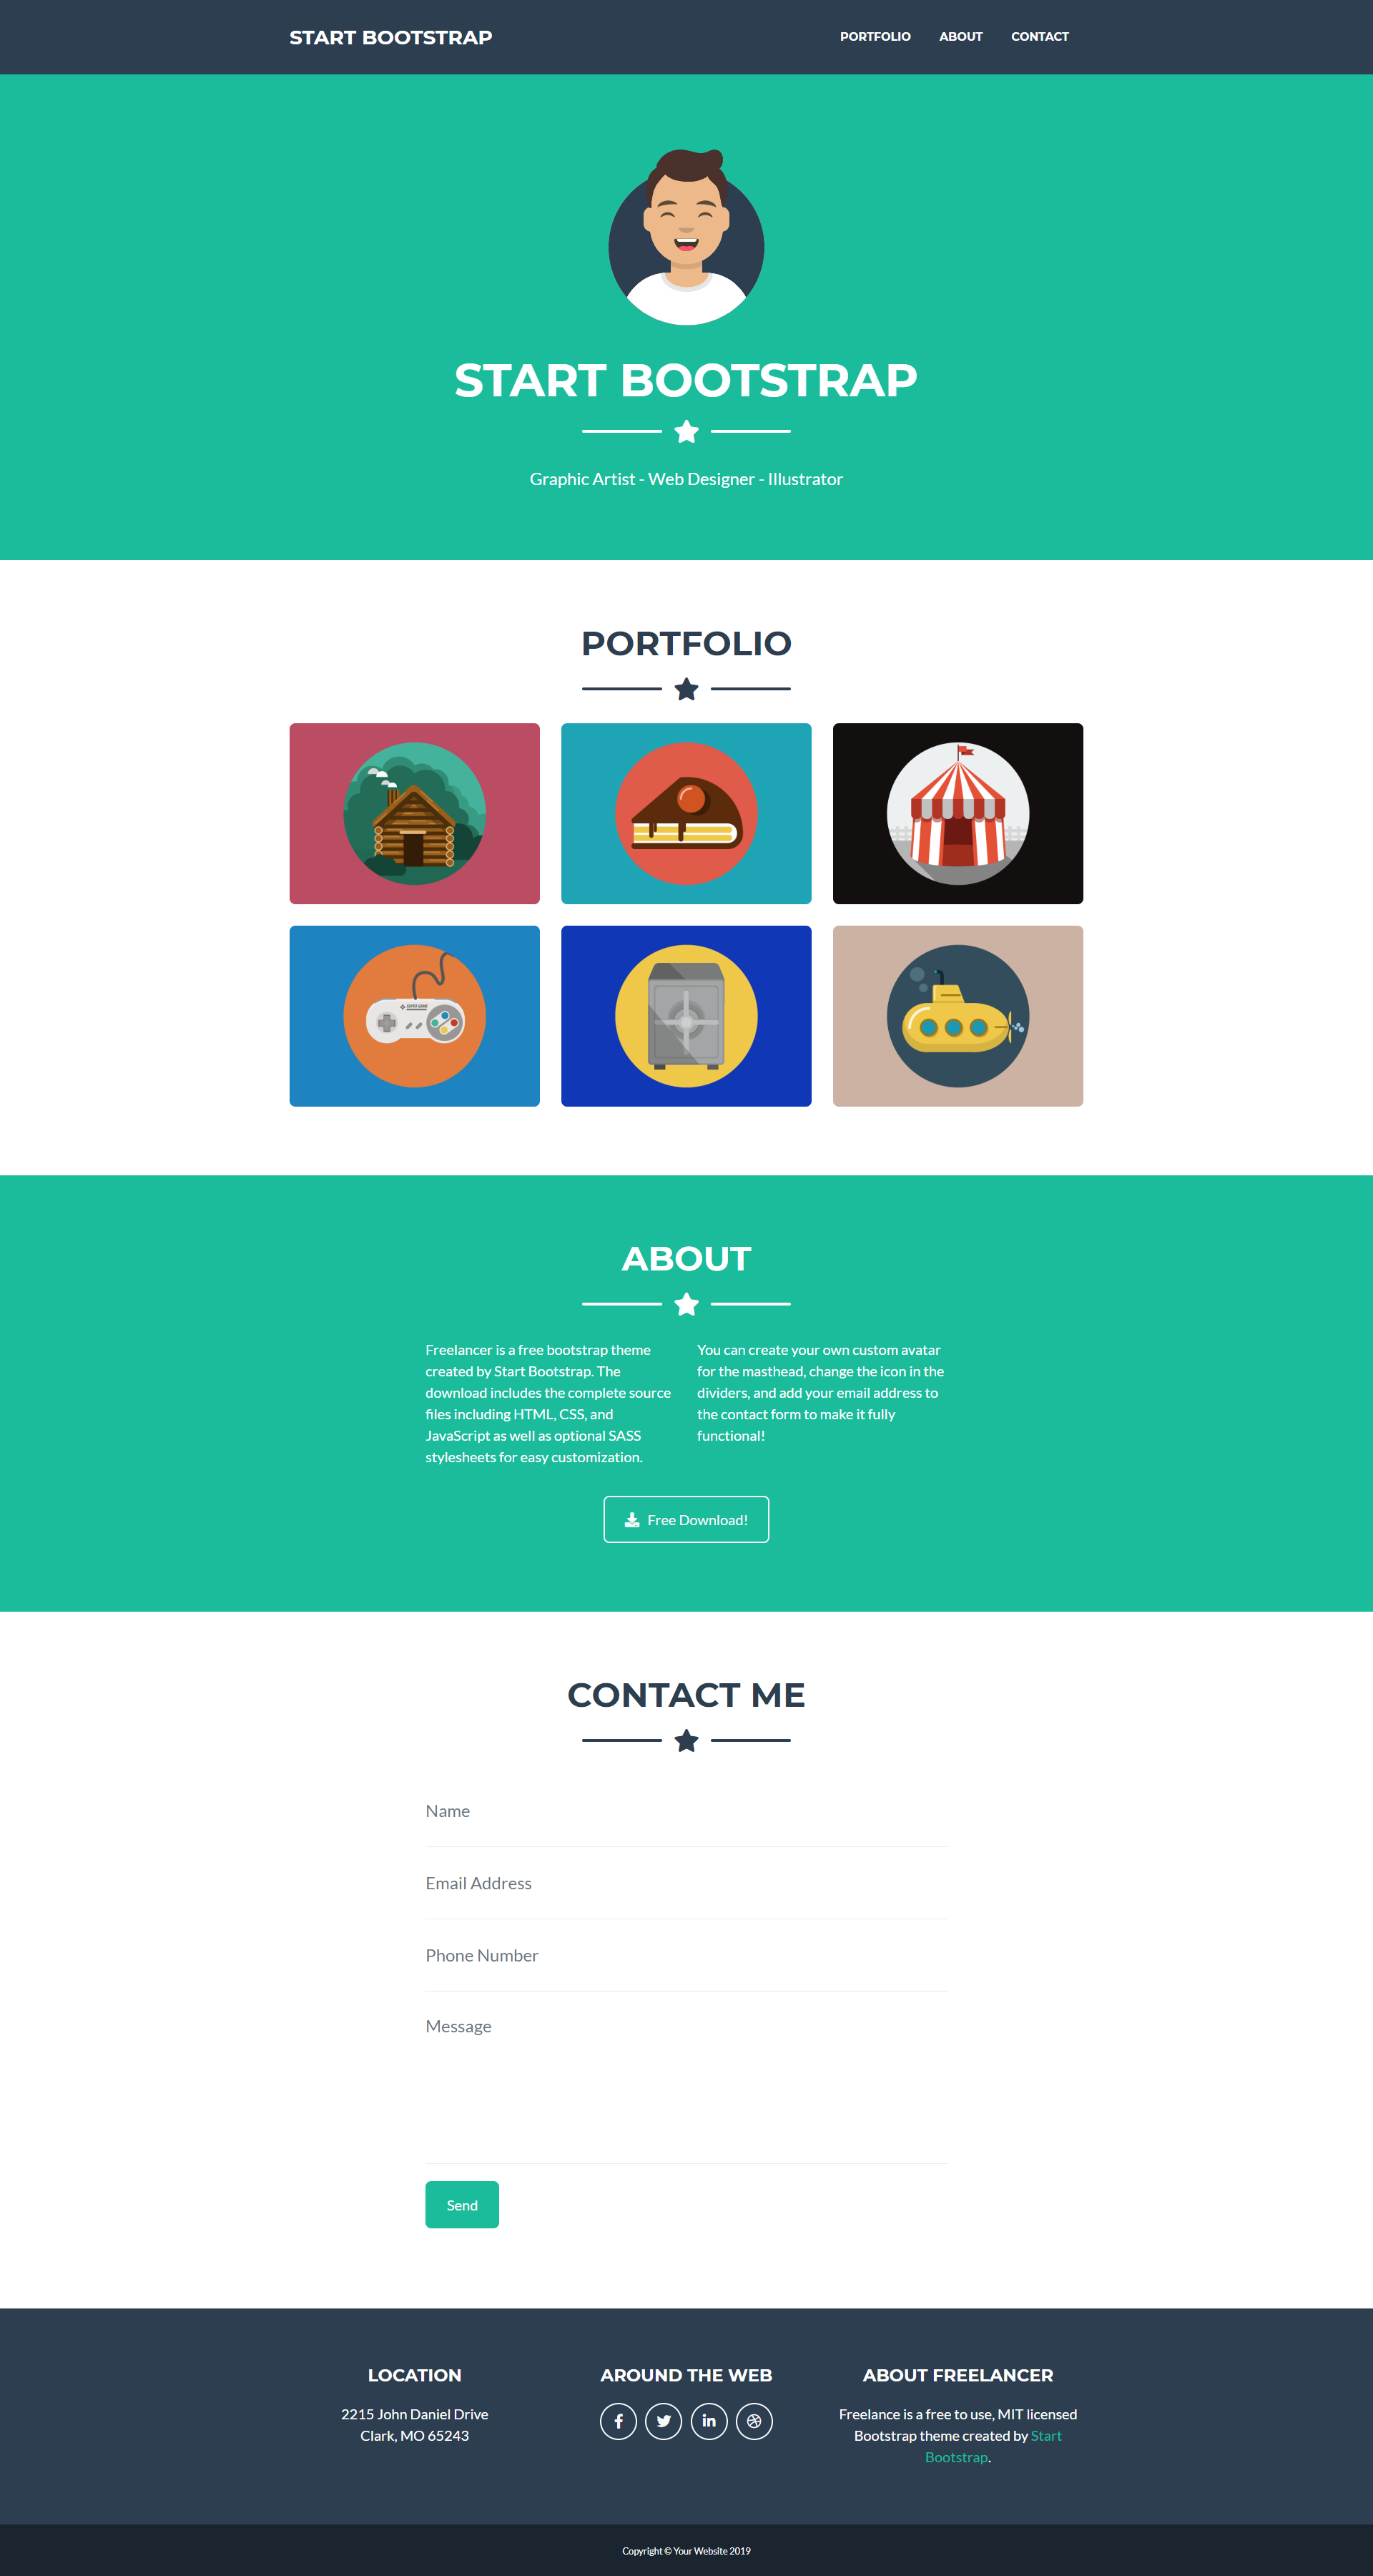 START BOOTSTRAP
PORTFOLIO ABOUT CONTACT
START BOOTSTRAP
Graphic Artist - Web Designer - Illustrator
PORTFOLIO
SUPER GAME
ABOUT
Freelancer is a free bootstrap theme
created by Start Bootstrap. The
download includes the complete source
files including HTML, CSS, and
JavaScript as well as optional SASS
stylesheets for easy customization.
You can create your own custom avatar
for the masthead, change the icon in the
dividers, and add your email address to
the contact form to make it fully
functional!
Free Download!
CONTACT ME
Name
Email Address
Phone Number
Message
Send
LOCATION
2215 John Daniel Drive
Clark, MO 65243
AROUND THE WEB
ABOUT FREELANCER
Freelance is a free to use, MIT licensed
Bootstrap theme created by Start
Bootstrap.
Copyright © Your Website 2019